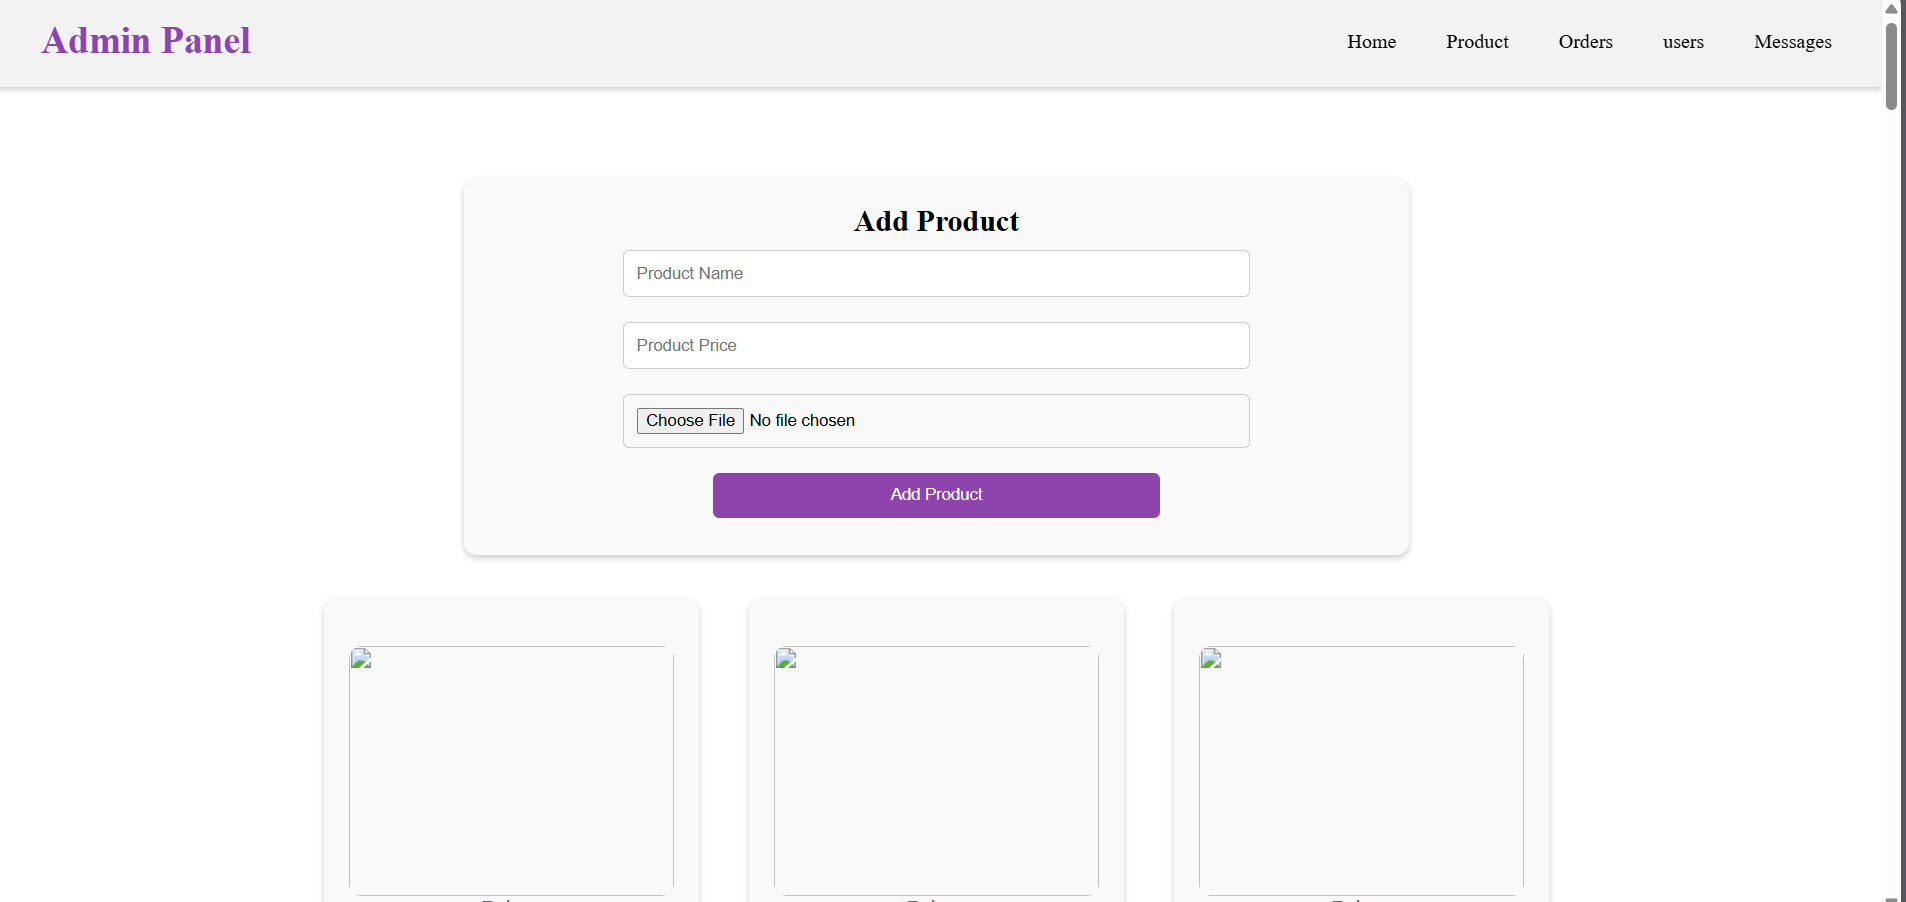 Admin Panel
Home Product Orders users Messages
Add Product
Product Name
Product Price
Choose File No file chosen
Add Product